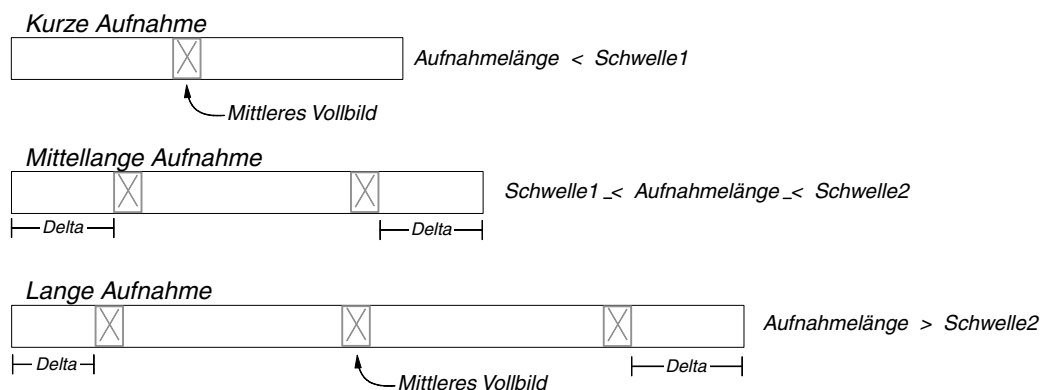 Kurze Aufnahme
Aufnahmelänge < Schwelle1
Mittleres Vollbild
Mittellange Aufnahme
Schwelle1 _< Aufnahmelänge _< Schwelle2
Delta Delta
Lange Aufnahme
Aufnahmelänge > Schwelle2
Delta Delta
Mittleres Vollbild